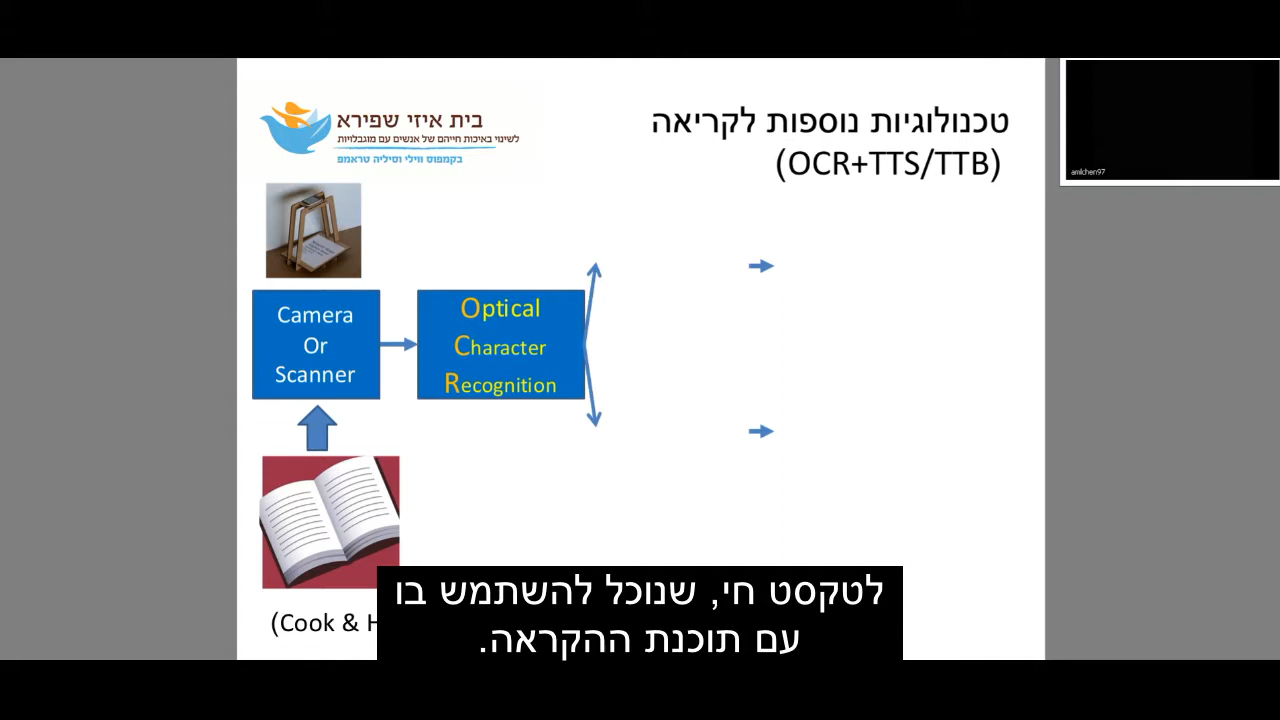 בית איזי שפירא
לשינוי באיכות חייהם של אנשים עם מוגבלויות
בקמפוס ווילי וסיליה טראמפ
טכנולוגיות נוספות לקריאה
(OCR+TTS/TTB)
amlchen97
Camera
Or
Scanner
Optical
Character
Recognition
(Cook & H
לטקסט חי, שנוכל להשתמש בו
עם תוכנת ההקראה.